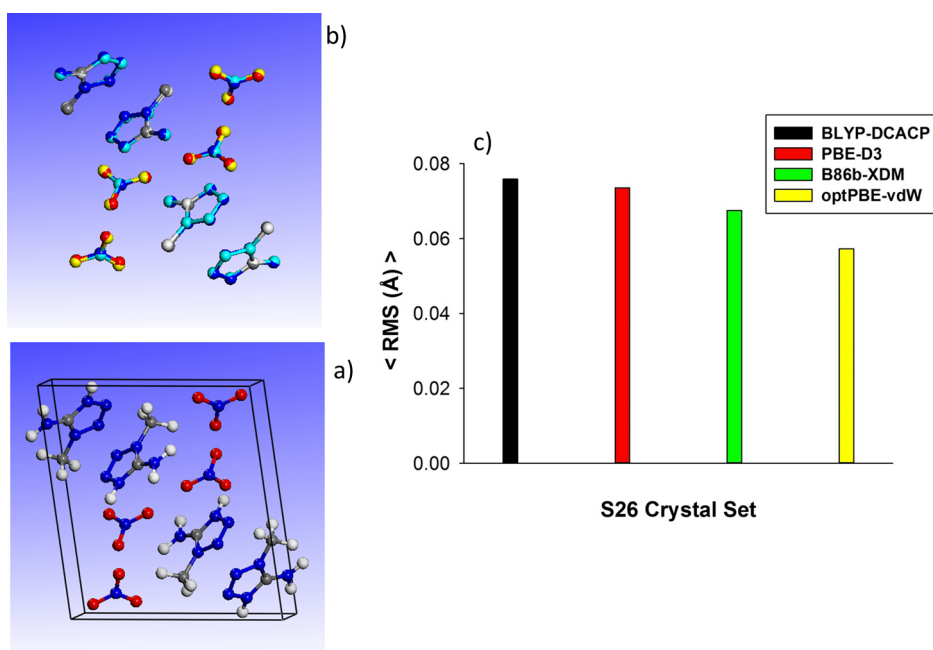 b)
a)
c)
BLYP-DCACP
PBE-D3
B86b-XDM
optPBE-vdW
< RMS (Å) >
0.08
0.06
0.04
0.02
0.00
S26 Crystal Set